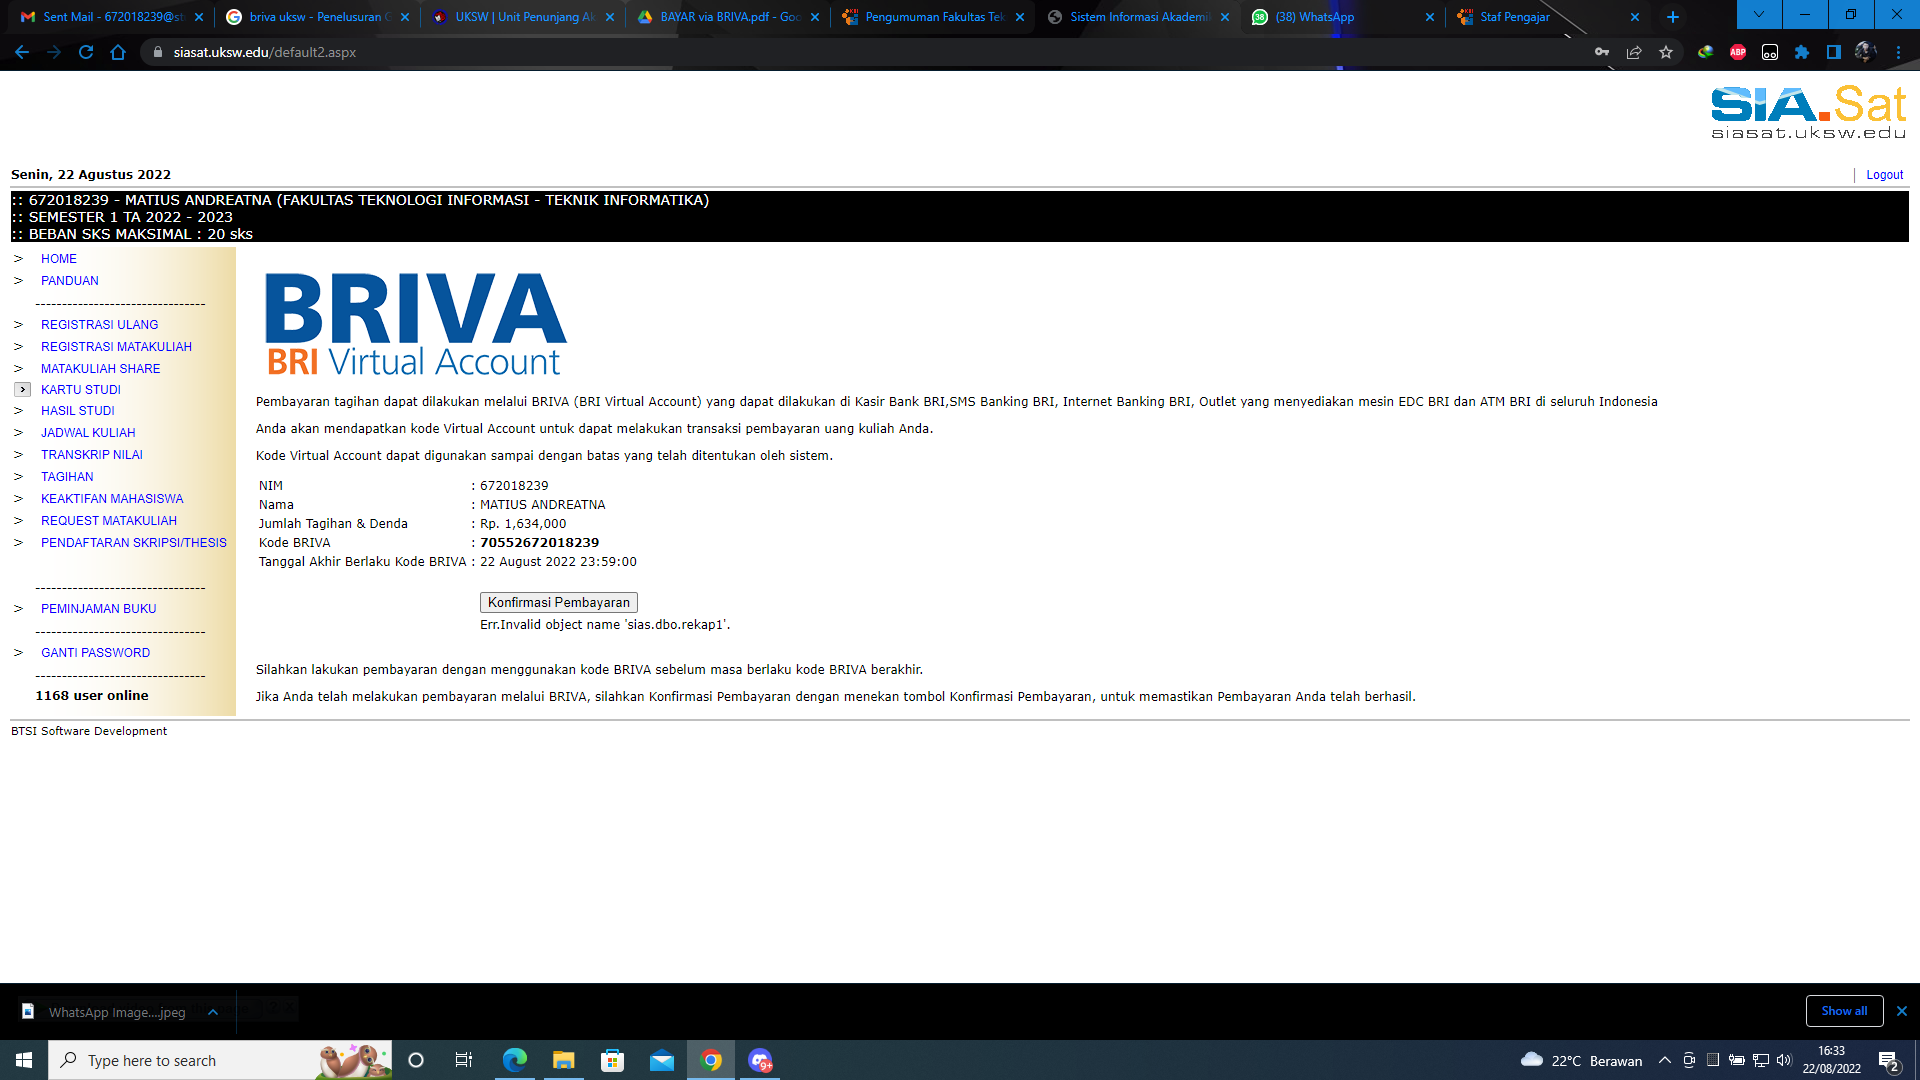 Sent Mail - 672018239@st
briva uksw - Penelusuran G
UKSW | Unit Penunjang Ak
BAYAR via BRIVA.pdf - Goo
Pengumuman Fakultas Tek
Sistem Informasi Akademi
(38) WhatsApp
Staf Pengajar
siasat.uksw.edu/default2.aspx
ABP
SIA.Sat
siasat.uksw.edu
Senin, 22 Agustus 2022
Logout
:: 672018239 - MATIUS ANDREATNA (FAKULTAS TEKNOLOGI INFORMASI - TEKNIK INFORMATIKA)
:: SEMESTER 1 TA 2022 - 2023
:: BEBAN SKS MAKSIMAL : 20 sks
> HOME
> PANDUAN
--------------------------------
> REGISTRASI ULANG
> REGISTRASI MATAKULIAH
> MATAKULIAH SHARE
> KARTU STUDI
> HASIL STUDI
> JADWAL KULIAH
> TRANSKRIP NILAI
> TAGIHAN
> KEAKTIFAN MAHASISWA
> REQUEST MATAKULIAH
> PENDAFTARAN SKRIPSI/THESIS
--------------------------------
> PEMINJAMAN BUKU
--------------------------------
> GANTI PASSWORD
--------------------------------
1168 user online
BRIVA
BRI Virtual Account
Pembayaran tagihan dapat dilakukan melalui BRIVA (BRI Virtual Account) yang dapat dilakukan di Kasir Bank BRI,SMS Banking BRI, Internet Banking BRI, Outlet yang menyediakan mesin EDC BRI dan ATM BRI di seluruh Indonesia
Anda akan mendapatkan kode Virtual Account untuk dapat melakukan transaksi pembayaran uang kuliah Anda.
Kode Virtual Account dapat digunakan sampai dengan batas yang telah ditentukan oleh sistem.
NIM : 672018239
Nama : MATIUS ANDREATNA
Jumlah Tagihan & Denda : Rp. 1,634,000
Kode BRIVA : 70552672018239
Tanggal Akhir Berlaku Kode BRIVA : 22 August 2022 23:59:00
Konfirmasi Pembayaran
Err.Invalid object name 'sias.dbo.rekap1'.
Silahkan lakukan pembayaran dengan menggunakan kode BRIVA sebelum masa berlaku kode BRIVA berakhir.
Jika Anda telah melakukan pembayaran melalui BRIVA, silahkan Konfirmasi Pembayaran dengan menekan tombol Konfirmasi Pembayaran, untuk memastikan Pembayaran Anda telah berhasil.
BTSI Software Development
WhatsApp Image....jpeg
Show all
Type here to search
9+
22°C Berawan
16:33
22/08/2022
2